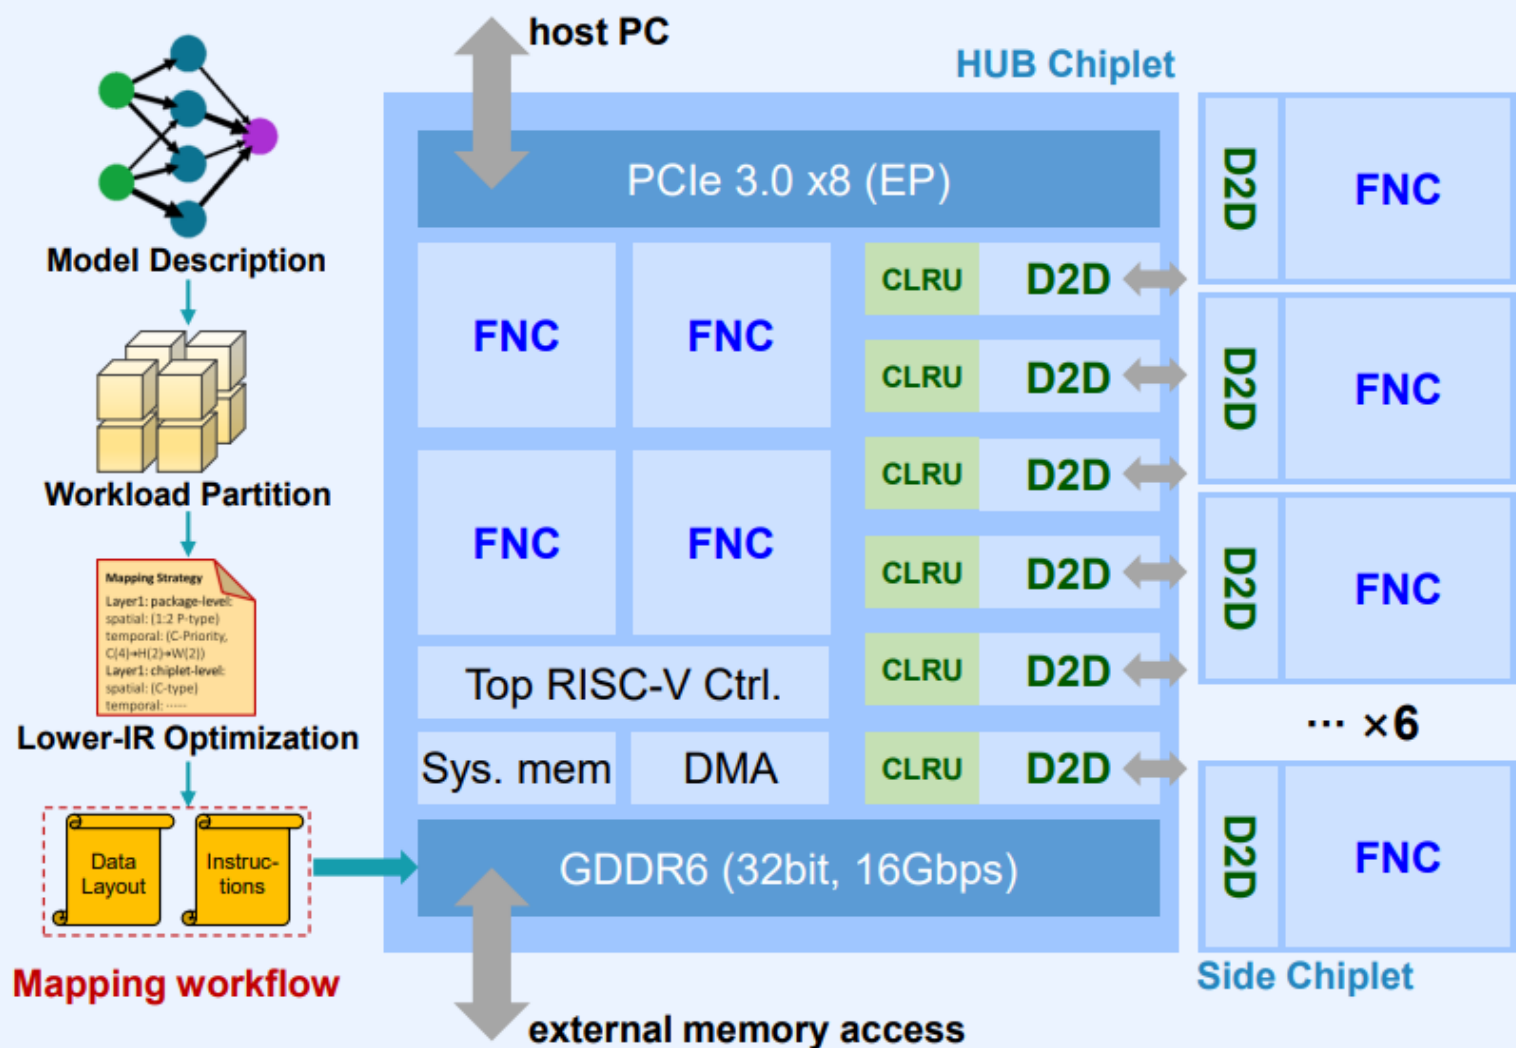 host PC
HUB Chiplet
Model Description
Workload Partition
Mapping Strategy
Layer1: package-level:
spatial: (1:2 P-type)
temporal: (C-Priority,
C(4)→H(2)→W(2))
Layer1: chiplet-level:
spatial: (C-type)
temporal: ·····
Lower-IR Optimization
Data
Layout
Instruc-
tions
Mapping workflow
PCIe 3.0 x8 (EP)
FNC
FNC
FNC
FNC
Top RISC-V Ctrl.
Sys. mem
DMA
CLRU D2D
CLRU D2D
CLRU D2D
CLRU D2D
CLRU D2D
CLRU D2D
GDDR6 (32bit, 16Gbps)
external memory access
D2D
FNC
D2D
FNC
D2D
FNC
··· ×6
D2D
FNC
Side Chiplet